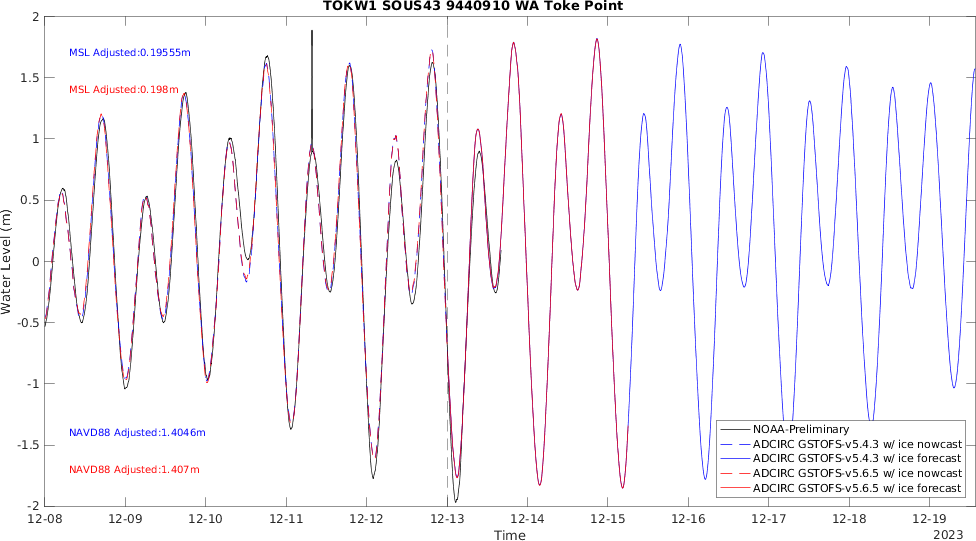 TOKW1 SOUS43 9440910 WA Toke Point
2
1.5
1
0.5
0
-0.5
-1
-1.5
-2
Water Level (m)
MSL Adjusted:0.19555m
MSL Adjusted:0.198m
NAVD88 Adjusted:1.4046m
NAVD88 Adjusted:1.407m
NOAA-Preliminary
ADCIRC GSTOFS-v5.4.3 w/ ice nowcast
ADCIRC GSTOFS-v5.4.3 w/ ice forecast
ADCIRC GSTOFS-v5.6.5 w/ ice nowcast
ADCIRC GSTOFS-v5.6.5 w/ ice forecast
12-08 12-09 12-10 12-11 12-12 12-13 12-14 12-15 12-16 12-17 12-18 12-19
Time
2023